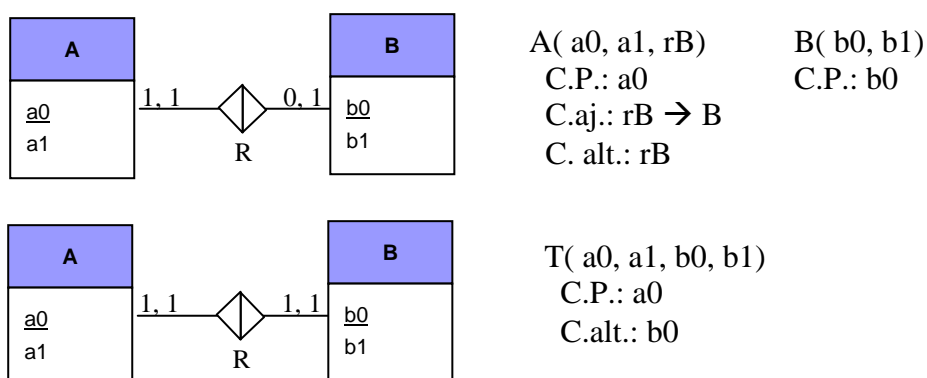 A
a0
a1
1, 1
R
0, 1
B
b0
b1
A( a0, a1, rB)
C.P.: a0
C.aj.: rB → B
C. alt.: rB
B( b0, b1)
C.P.: b0
A
a0
a1
1, 1
R
1, 1
B
b0
b1
T( a0, a1, b0, b1)
C.P.: a0
C.alt.: b0